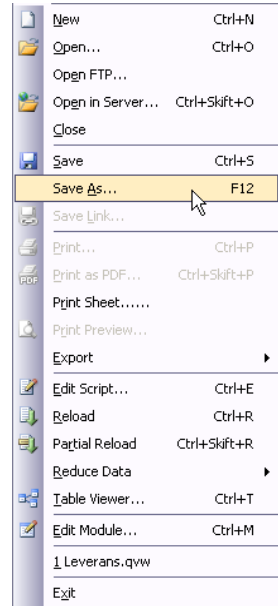 New Ctrl+N
Open... Ctrl+O
Open FTP...
Open in Server... Ctrl+Skift+O
Close
Save Ctrl+S
Save As... F12
Save Link...
Print... Ctrl+P
Print as PDF... Ctrl+Skift+P
Print Sheet......
Print Preview...
Export
Edit Script... Ctrl+E
Reload Ctrl+R
Partial Reload Ctrl+Skift+R
Reduce Data
Table Viewer... Ctrl+T
Edit Module... Ctrl+M
1 Leverans.qvw
Exit